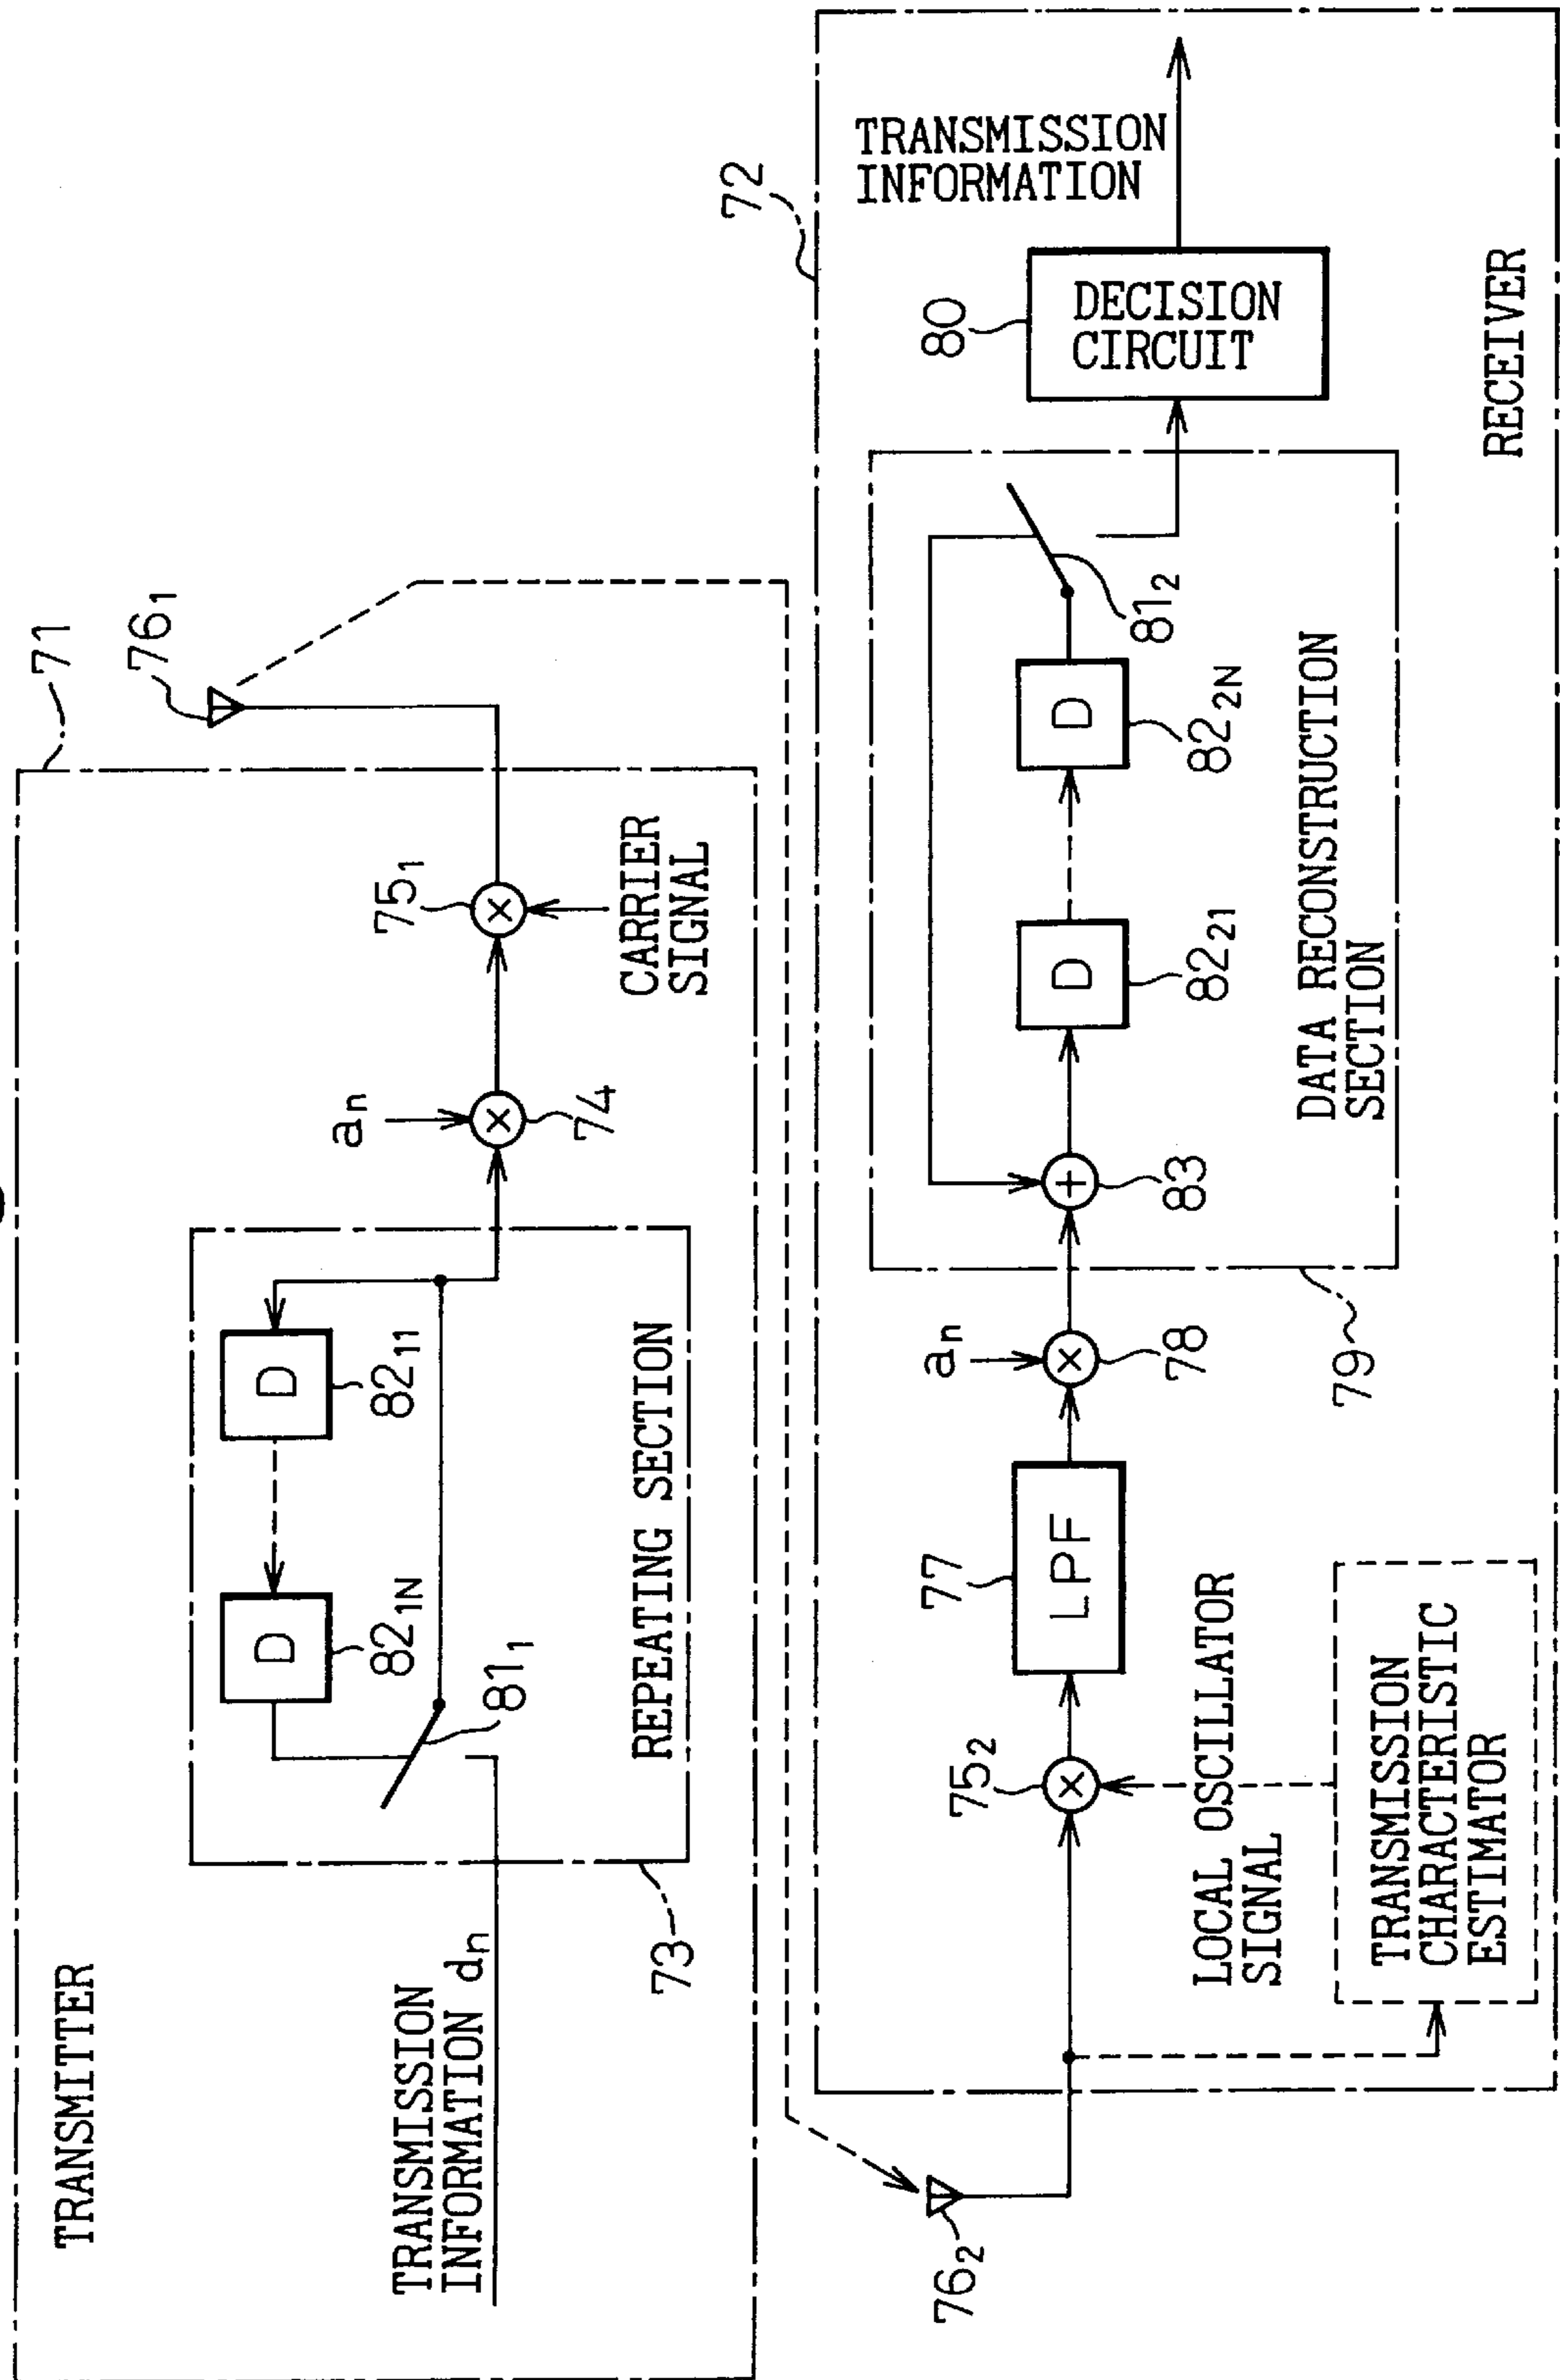 TRANSMITTER
71
76₁
TRANSMISSION
INFORMATION dₙ
73
REPEATING SECTION
D
82₁N
D
82₁₁
81₁
aₙ
74
75₁
CARRIER
SIGNAL
72
RECEIVER
76₂
75₂
LOCAL OSCILLATOR
SIGNAL
TRANSMISSION
CHARACTERISTIC
ESTIMATOR
77
LPF
aₙ
78
79
83
D
82₂₁
D
82₂N
81₂
DATA RECONSTRUCTION
SECTION
80
DECISION
CIRCUIT
TRANSMISSION
INFORMATION